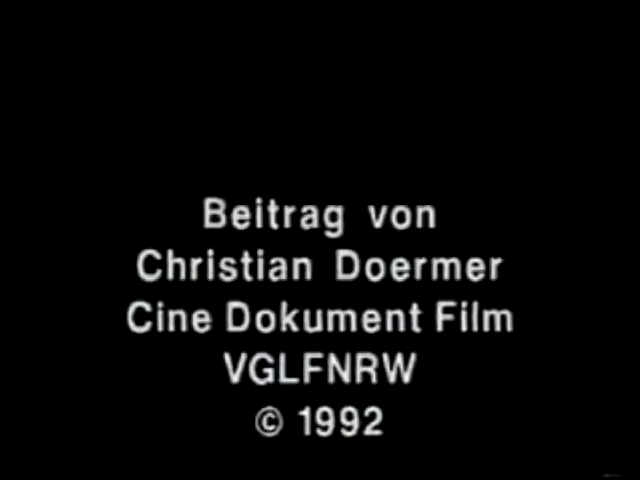 Beitrag von
Christian Doermer
Cine Dokument Film
VGLFNRW
© 1992